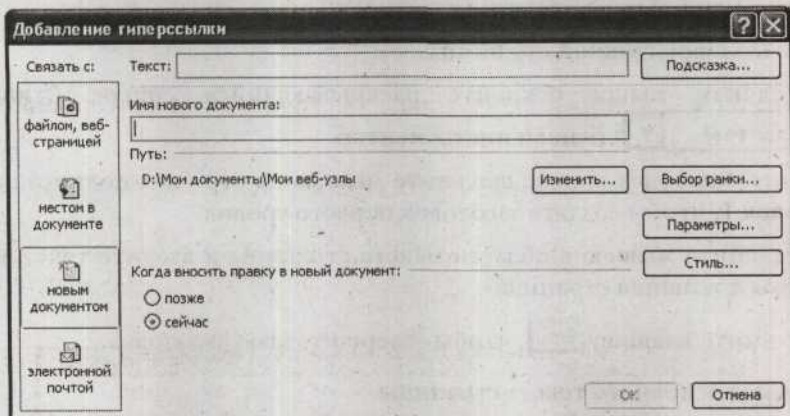 Добавление гиперссылки
Связать с:
Текст:
Подсказка...
файлом, веб-
страницей
Имя нового документа:
Путь:
D:\Мои документы\Мои веб-узлы
Изменить...
Выбор рамки...
местом в
документе
Параметры...
Стиль...
новым
документом
Когда вносить правку в новый документ:
позже
сейчас
электронной
почтой
ОК
Отмена